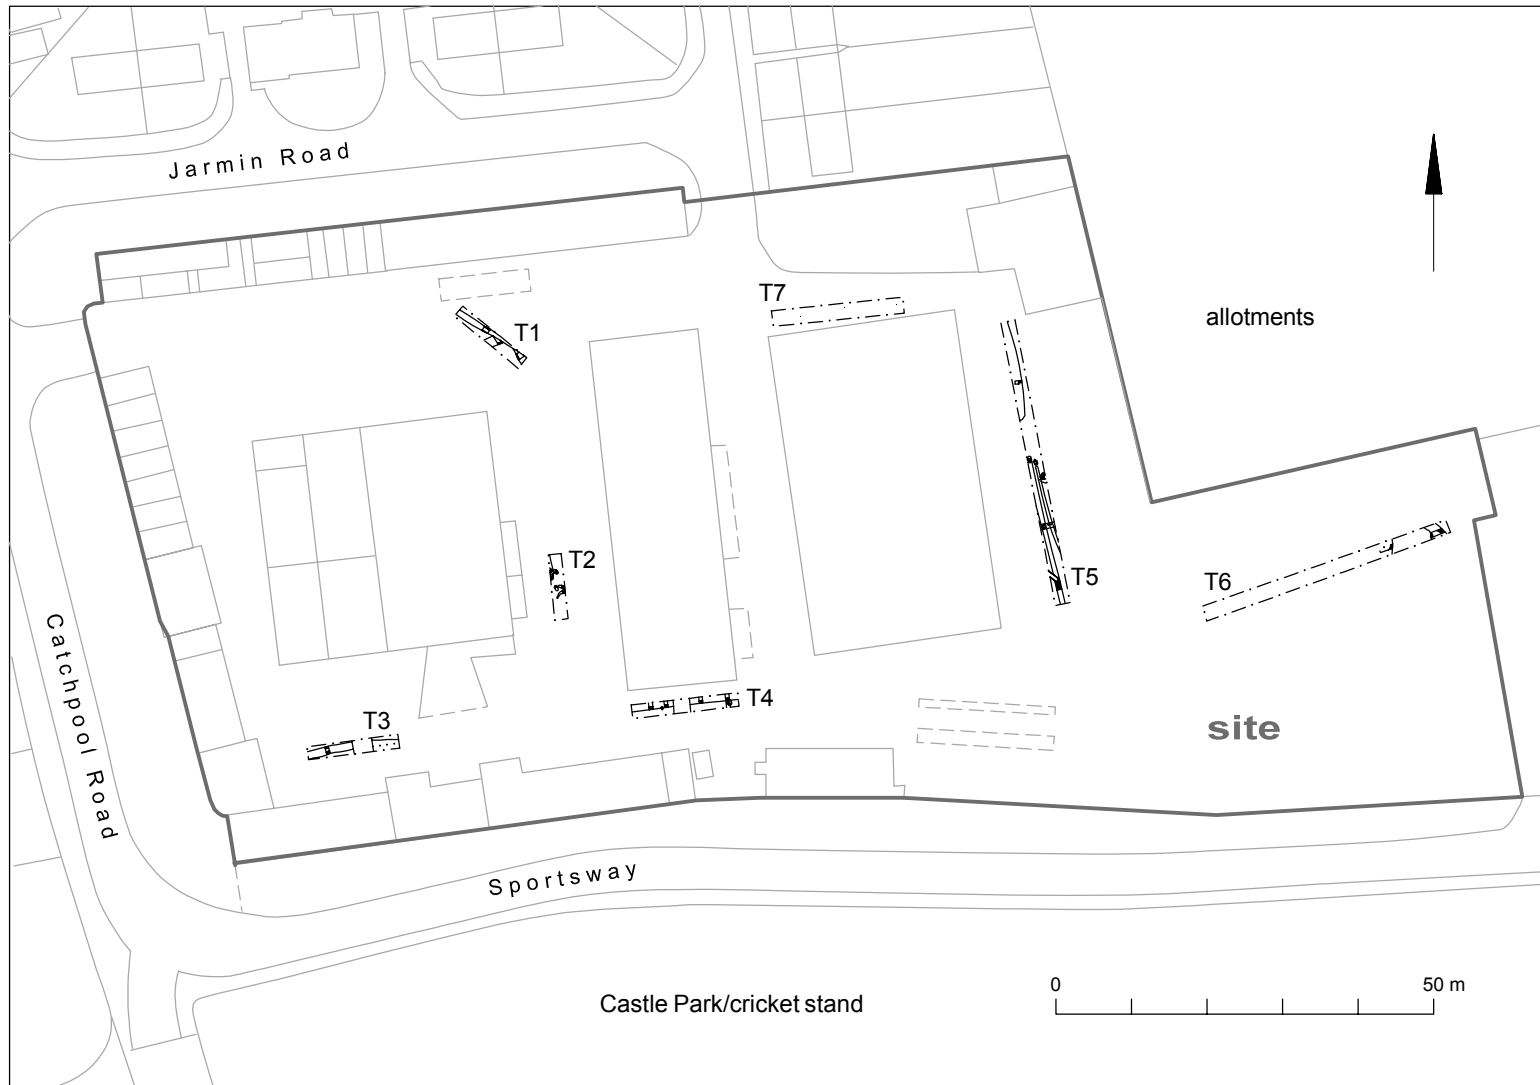 Jarmin Road
T7
allotments
T1
T2
T5
T6
Catchpool Road
T4
T3
site
Sportsway
0 50 m
Castle Park/cricket stand